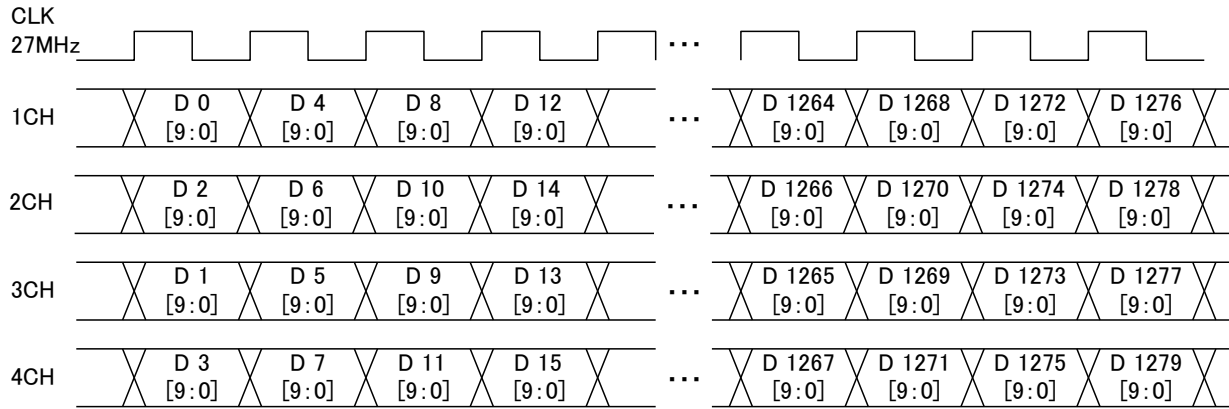 CLK
27MHz
...
1CH
D 0 D 4 D 8 D 12 ... D 1264 D 1268 D 1272 D 1276
[9:0] [9:0] [9:0] [9:0] [9:0] [9:0] [9:0] [9:0]
2CH
D 2 D 6 D 10 D 14 ... D 1266 D 1270 D 1274 D 1278
[9:0] [9:0] [9:0] [9:0] [9:0] [9:0] [9:0] [9:0]
3CH
D 1 D 5 D 9 D 13 ... D 1265 D 1269 D 1273 D 1277
[9:0] [9:0] [9:0] [9:0] [9:0] [9:0] [9:0] [9:0]
4CH
D 3 D 7 D 11 D 15 ... D 1267 D 1271 D 1275 D 1279
[9:0] [9:0] [9:0] [9:0] [9:0] [9:0] [9:0] [9:0]